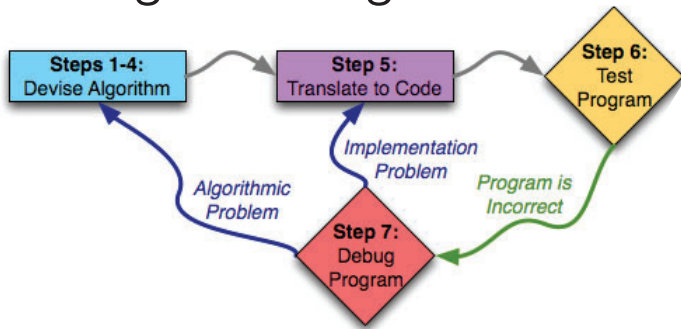 Steps 1-4:
Devise Algorithm
Step 5:
Translate to Code
Step 6:
Test
Program
Implementation
Problem
Algorithmic
Problem
Program is
Incorrect
Step 7:
Debug
Program